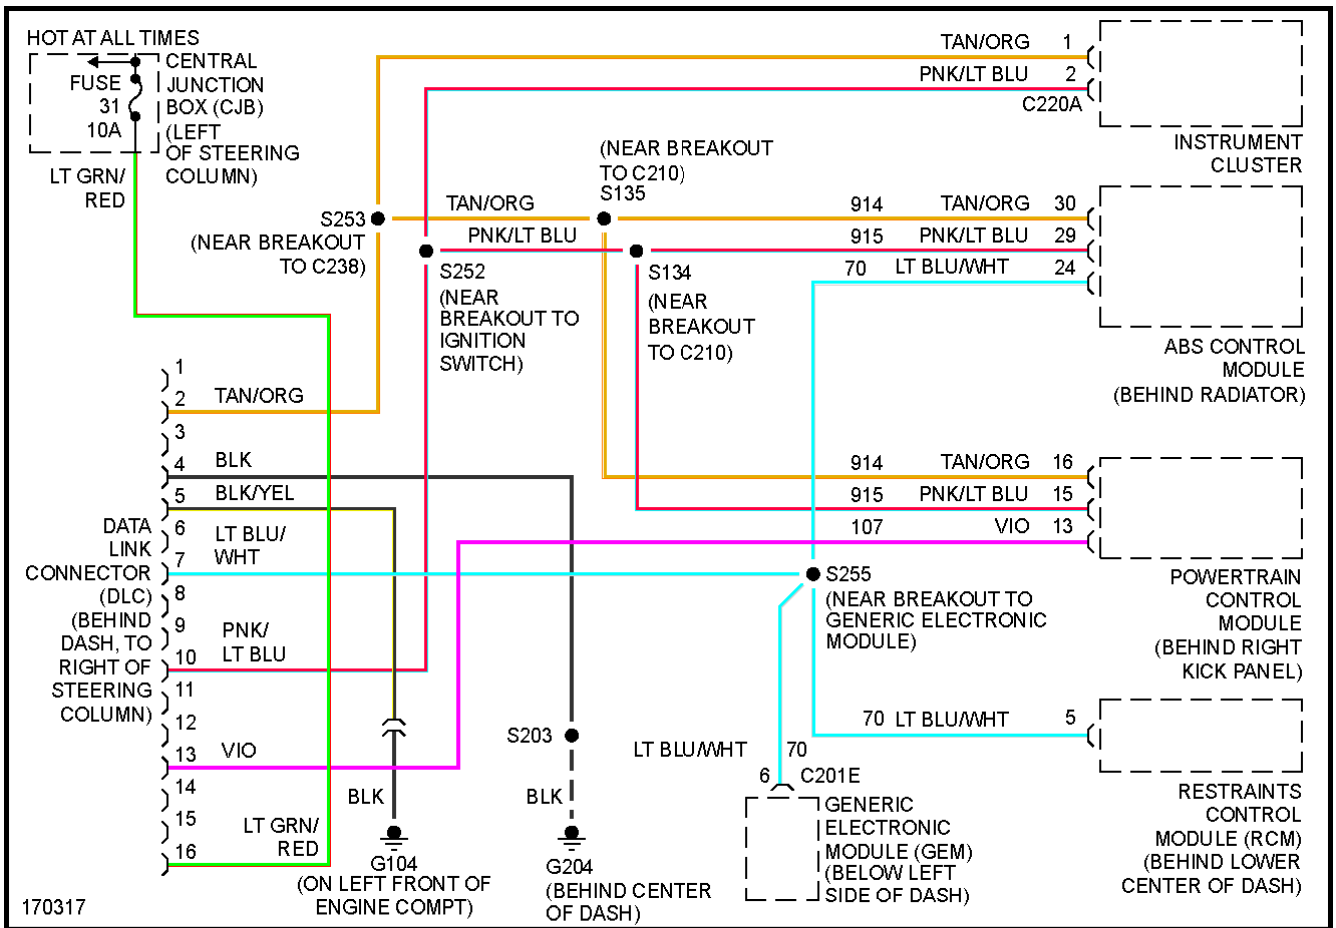 HOT AT ALL TIMES
FUSE
31
10A
CENTRAL
JUNCTION
BOX (CJB)
(LEFT
OF STEERING
COLUMN)
LT GRN/
RED
TAN/ORG 1
PNK/LT BLU 2
C220A
INSTRUMENT
CLUSTER
(NEAR BREAKOUT
TO C210)
S135
S253
(NEAR BREAKOUT
TO C238)
TAN/ORG
PNK/LT BLU
S252
(NEAR
BREAKOUT TO
IGNITION
SWITCH)
S134
(NEAR
BREAKOUT
TO C210)
914 TAN/ORG 30
915 PNK/LT BLU 29
70 LT BLU/WHT 24
ABS CONTROL
MODULE
(BEHIND RADIATOR)
1
2 TAN/ORG
3
4 BLK
5 BLK/YEL
6
LT BLU/
WHT
7
8
9
PNK/
LT BLU
10
11
12
13 VIO
14
15
LT GRN/
RED
16
DATA
LINK
CONNECTOR
(DLC)
(BEHIND
DASH, TO
RIGHT OF
STEERING
COLUMN)
914 TAN/ORG 16
915 PNK/LT BLU 15
107 VIO 13
POWERTRAIN
CONTROL
MODULE
(BEHIND RIGHT
KICK PANEL)
S255
(NEAR BREAKOUT TO
GENERIC ELECTRONIC
MODULE)
70 LT BLU/WHT 5
RESTRAINTS
CONTROL
MODULE (RCM)
(BEHIND LOWER
CENTER OF DASH)
LT BLU/WHT 70
6 C201E
GENERIC
ELECTRONIC
MODULE (GEM)
(BELOW LEFT
SIDE OF DASH)
S203
BLK
BLK
G104
(ON LEFT FRONT OF
ENGINE COMPT)
G204
(BEHIND CENTER
OF DASH)
170317